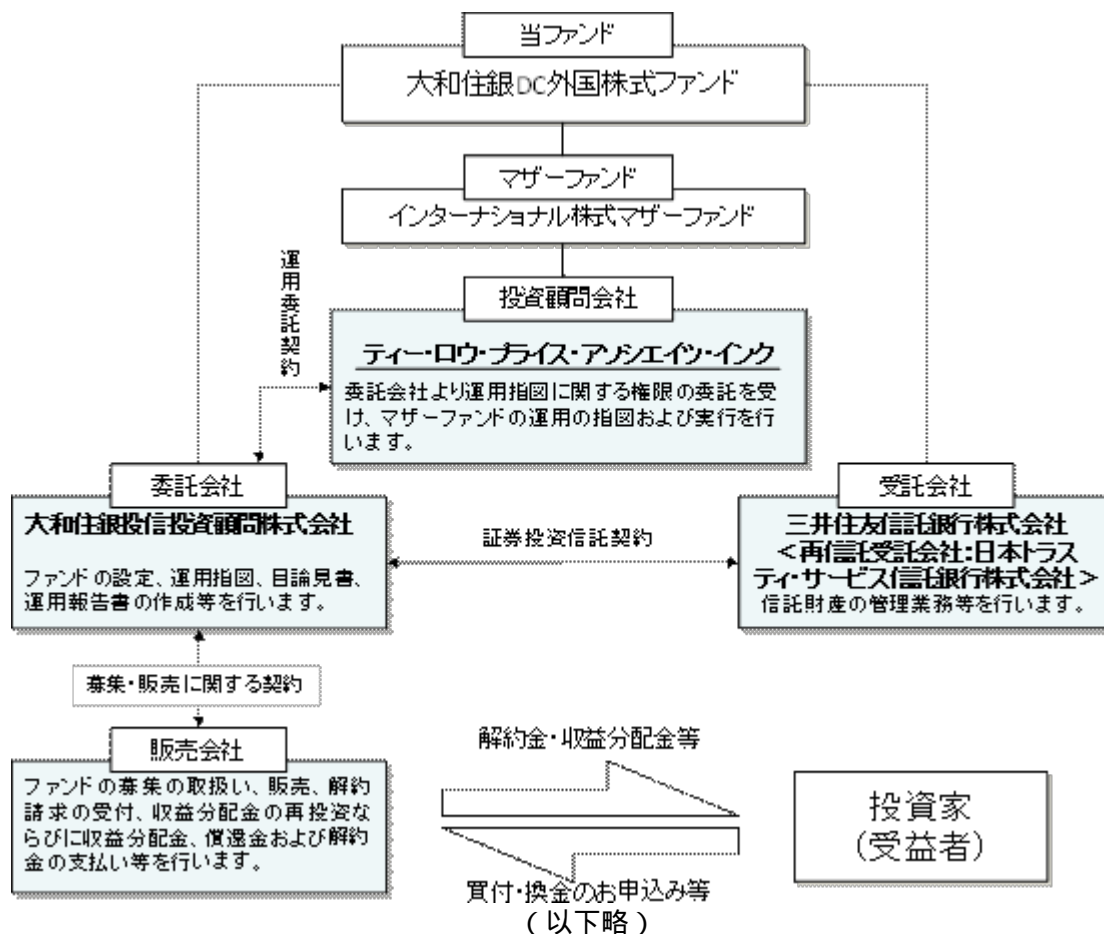 当ファンド
大和住銀DC外国株式ファンド
マザーファンド
インターナショナル株式マザーファンド
運用委託契約
投資顧問会社
ティー・ロウ・プライス・アソシエイツ・インク
委託会社より運用指図に関する権限の委託を受
け、マザーファンドの運用の指図および実行を行
います。
委託会社
大和住銀投信投資顧問株式会社
ファンドの設定、運用指図、目論見書、
運用報告書の作成等を行います。
証券投資信託契約
受託会社
三井住友信託銀行株式会社
<再信託受託会社:日本トラス
ティ・サービス信託銀行株式会社>
信託財産の管理業務等を行います。
募集・販売に関する契約
販売会社
ファンドの募集の取扱い、販売、解約
請求の受付、収益分配金の再投資な
らびに収益分配金、償還金および解約
金の支払い等を行います。
解約金・収益分配金等
買付・換金のお申込み等
投資家
(受益者)
(以下略)